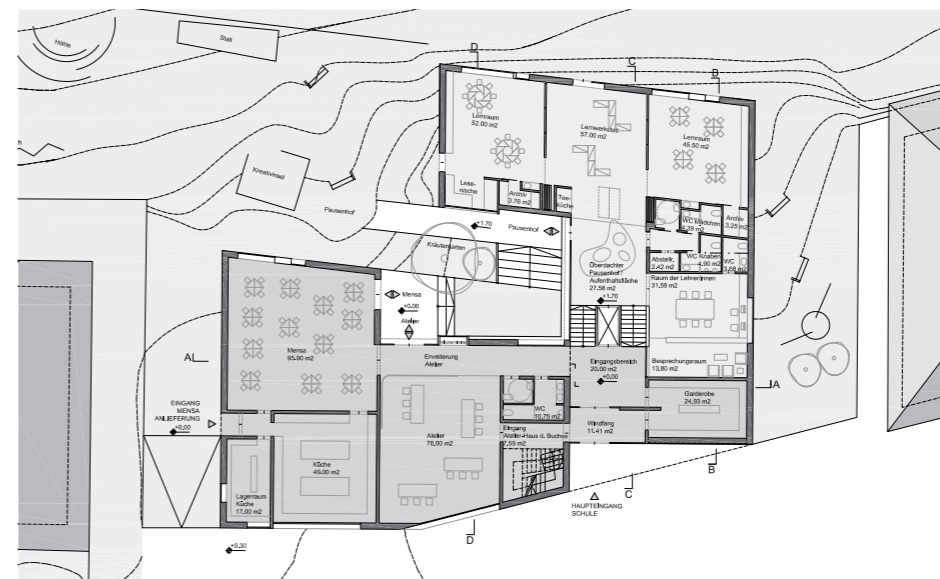 Höhle
Stall
D
C
B
Lernraum
52.00 m2
Lernwerkstatt
57.00 m2
Lernraum
45.50 m2
Kreativinsel
Pausenhof
Lese-
nische
Archiv
3.76 m2
Tee-
küche
WC Mädchen
4.39 m2
Archiv
3.25 m2
+1.70
Pausenhof
Kräutergarten
Überdachter
Pausenhof /
Aufenthaltsfläche
27.58 m2
+1.70
Abstellr.
2.42 m2
WC Knaben
4.90 m2
WC
3.68 m2
Raum der LehrerInnen
31,59 m2
Mensa
+0.00
Atelier
Mensa
95.00 m2
Erweiterung
Atelier
Eingangsbereich
20.00 m2
+0,00
Besprechungsraum
13,80 m2
A
A
EINGANG
MENSA
ANLIEFERUNG
+0,00
WC
10,75 m2
Garderobe
24,93 m2
Atelier
76,00 m2
Eingang
Atelier-Haus d. Buches
7.59 m2
Windfang
11.41 m2
Küche
49.00 m2
Lagerraum
Küche
17,00 m2
B
C
HAUPTEINGANG
SCHULE
D
+0,30